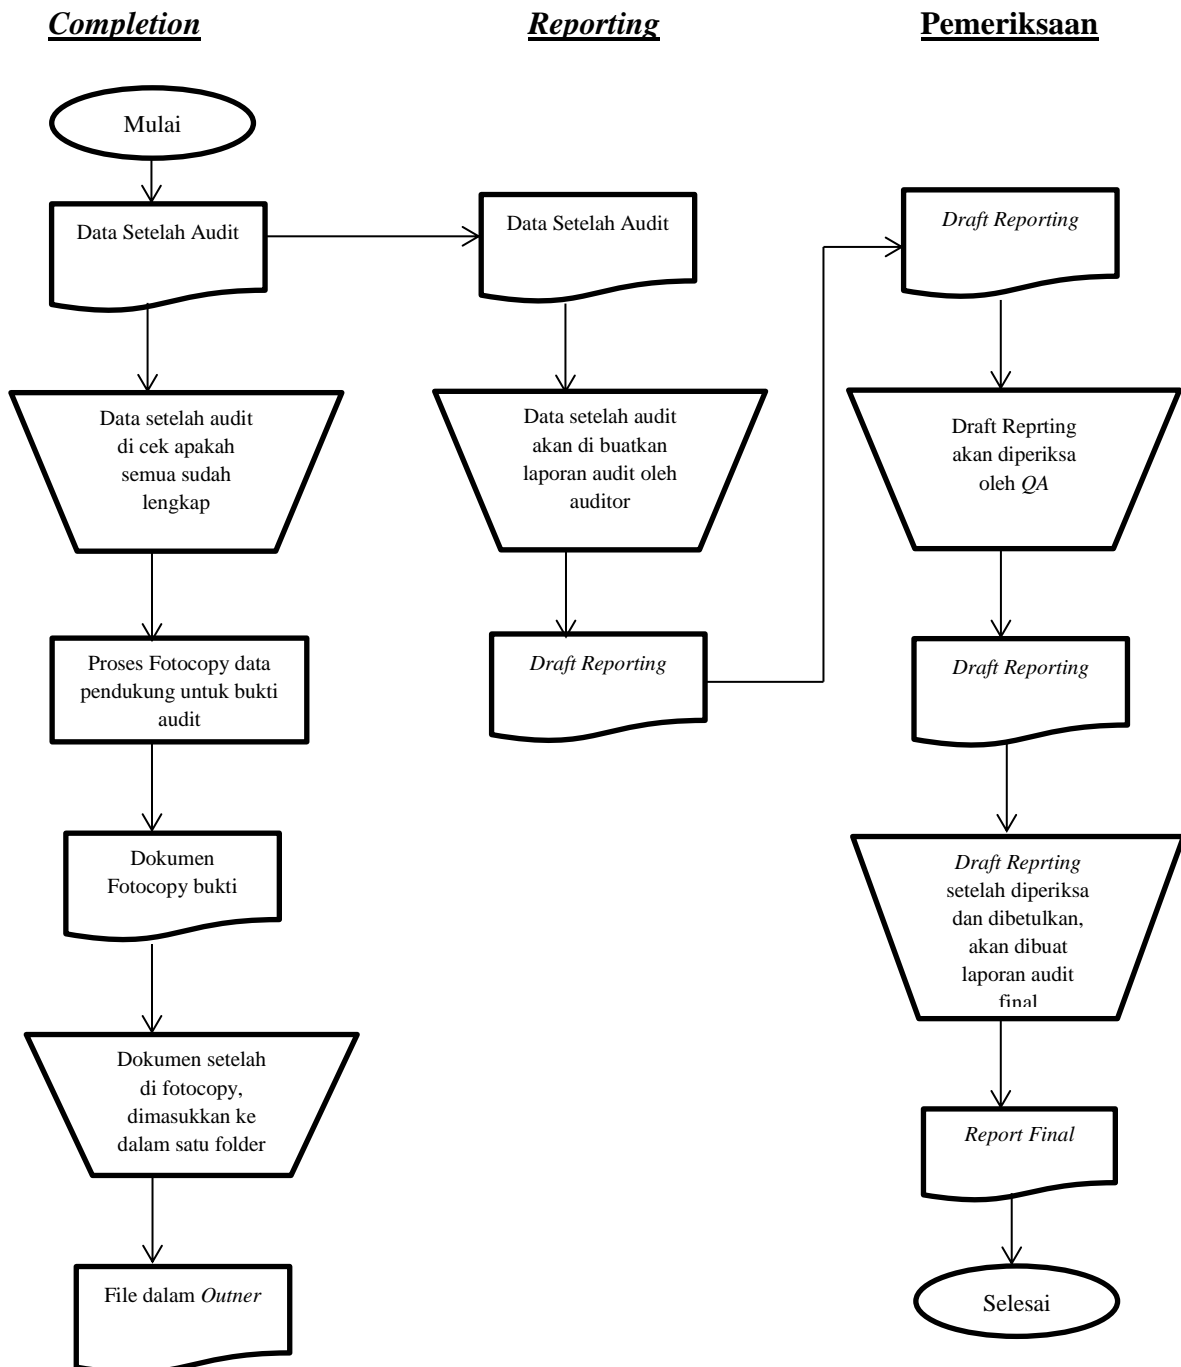 Completion
Reporting
Pemeriksaan
Mulai
Data Setelah Audit
Data setelah audit
di cek apakah
semua sudah
lengkap
Proses Fotocopy data
pendukung untuk bukti
audit
Dokumen
Fotocopy bukti
Dokumen setelah
di fotocopy,
dimasukkan ke
dalam satu folder
File dalam Outner
Data Setelah Audit
Data setelah audit
akan di buatkan
laporan audit oleh
auditor
Draft Reporting
Draft Reporting
Draft Reprting
akan diperiksa
oleh QA
Draft Reporting
Draft Reprting
setelah diperiksa
dan dibetulkan,
akan dibuat
laporan audit
final
Report Final
Selesai